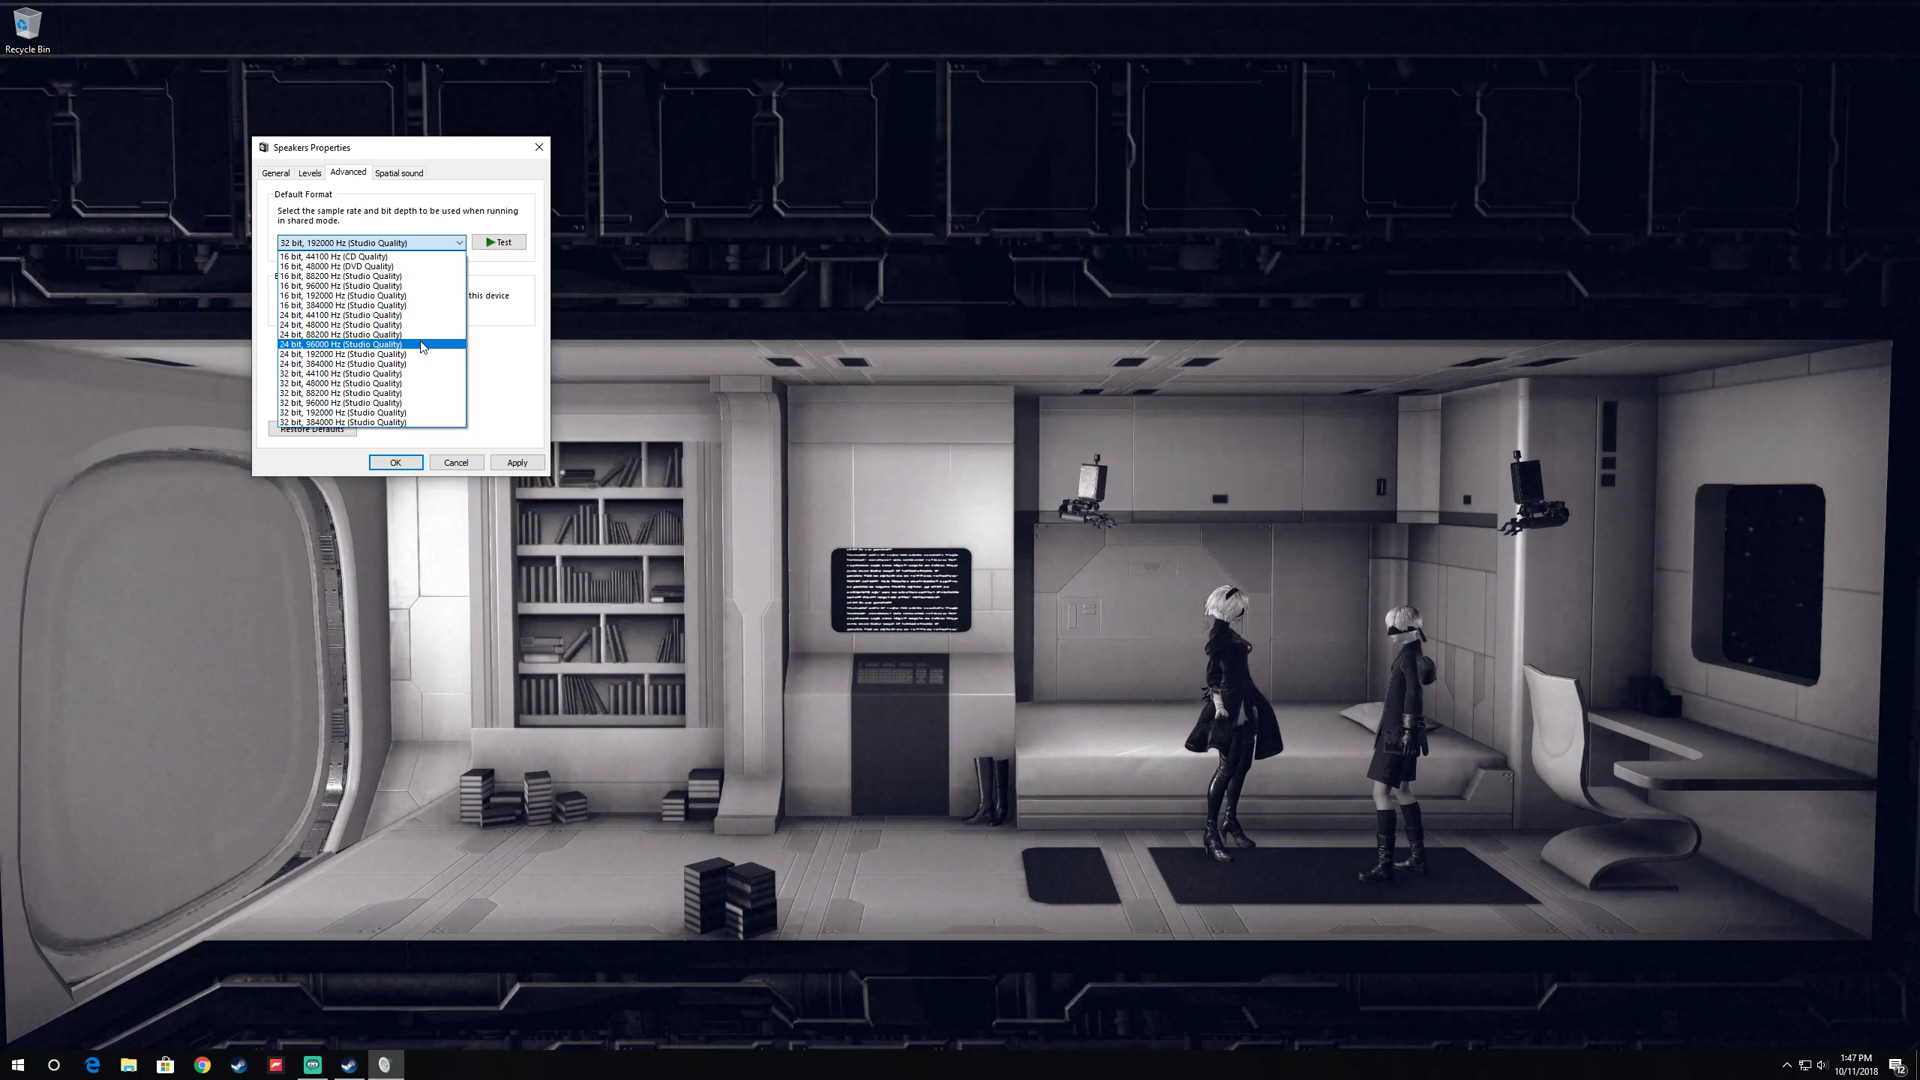 Recycle Bin
Speakers Properties
General Levels Advanced Spatial sound
Default Format
Select the sample rate and bit depth to be used when running
in shared mode.
32 bit, 192000 Hz (Studio Quality)
Test
16 bit, 44100 Hz (CD Quality)
16 bit, 48000 Hz (DVD Quality)
16 bit, 88200 Hz (Studio Quality)
16 bit, 96000 Hz (Studio Quality)
16 bit, 192000 Hz (Studio Quality)
this device
16 bit, 384000 Hz (Studio Quality)
24 bit, 44100 Hz (Studio Quality)
24 bit, 48000 Hz (Studio Quality)
24 bit, 88200 Hz (Studio Quality)
24 bit, 96000 Hz (Studio Quality)
24 bit, 192000 Hz (Studio Quality)
24 bit, 384000 Hz (Studio Quality)
32 bit, 44100 Hz (Studio Quality)
32 bit, 48000 Hz (Studio Quality)
32 bit, 88200 Hz (Studio Quality)
32 bit, 96000 Hz (Studio Quality)
32 bit, 192000 Hz (Studio Quality)
32 bit, 384000 Hz (Studio Quality)
Restore Defaults
OK Cancel Apply
1:47 PM
10/11/2018
12